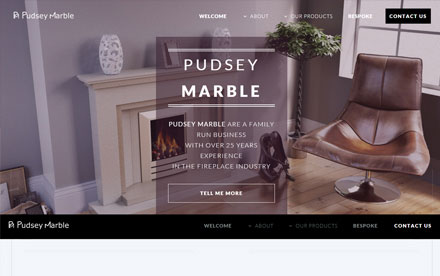 Pudsey Marble
WELCOME ABOUT OUR PRODUCTS BESPOKE CONTACT US
PUDSEY
MARBLE
PUDSEY MARBLE ARE A FAMILY
RUN BUSINESS
WITH OVER 25 YEARS
EXPERIENCE
IN THE FIREPLACE INDUSTRY
TELL ME MORE
Pudsey Marble
WELCOME ABOUT OUR PRODUCTS BESPOKE CONTACT US